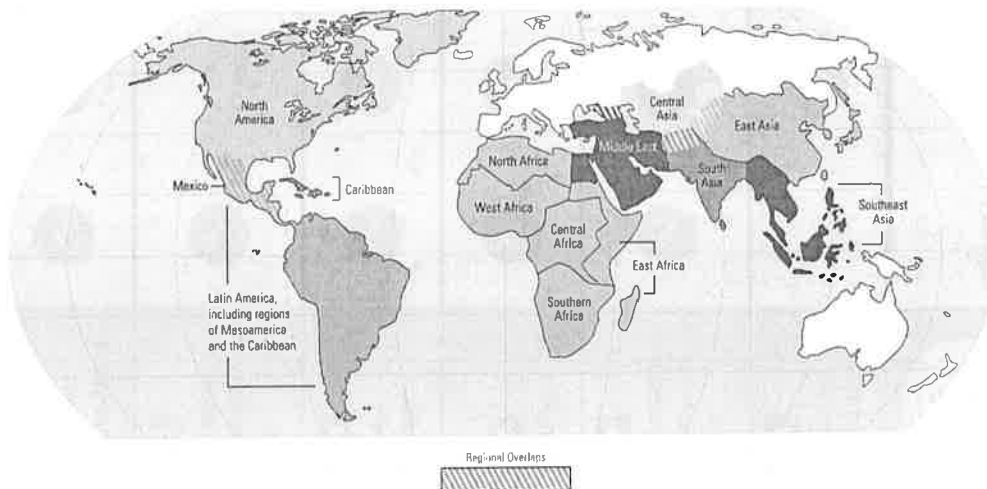 North
America
Mexico
Caribbean
Latin America,
including regions
of Mesoamerica
and the Caribbean
North Africa
West Africa
Central
Africa
East Africa
Southern
Africa
Middle East
Central
Asia
East Asia
South
Asia
Southeast
Asia
Regional Overlaps